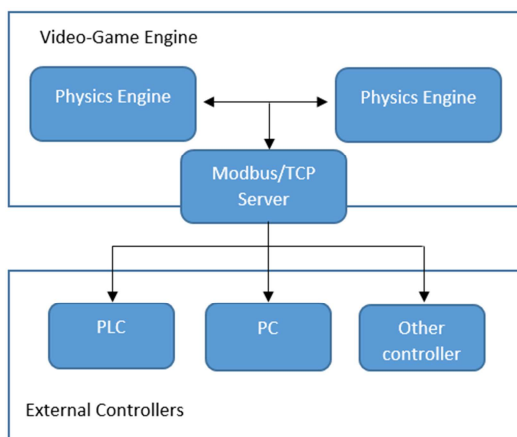 Video-Game Engine
Physics Engine
Physics Engine
Modbus/TCP
Server
PLC
PC
Other
controller
External Controllers